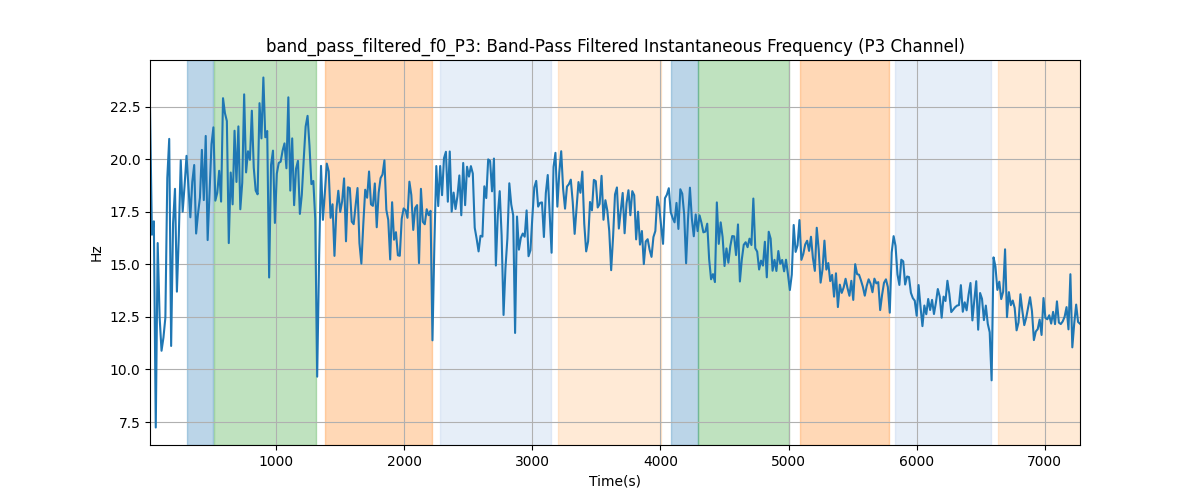 band_pass_filtered_f0_P3: Band-Pass Filtered Instantaneous Frequency (P3 Channel)
22.5
20.0
17.5
15.0
12.5
10.0
7.5
Hz
1000 2000 3000 4000 5000 6000 7000
Time(s)